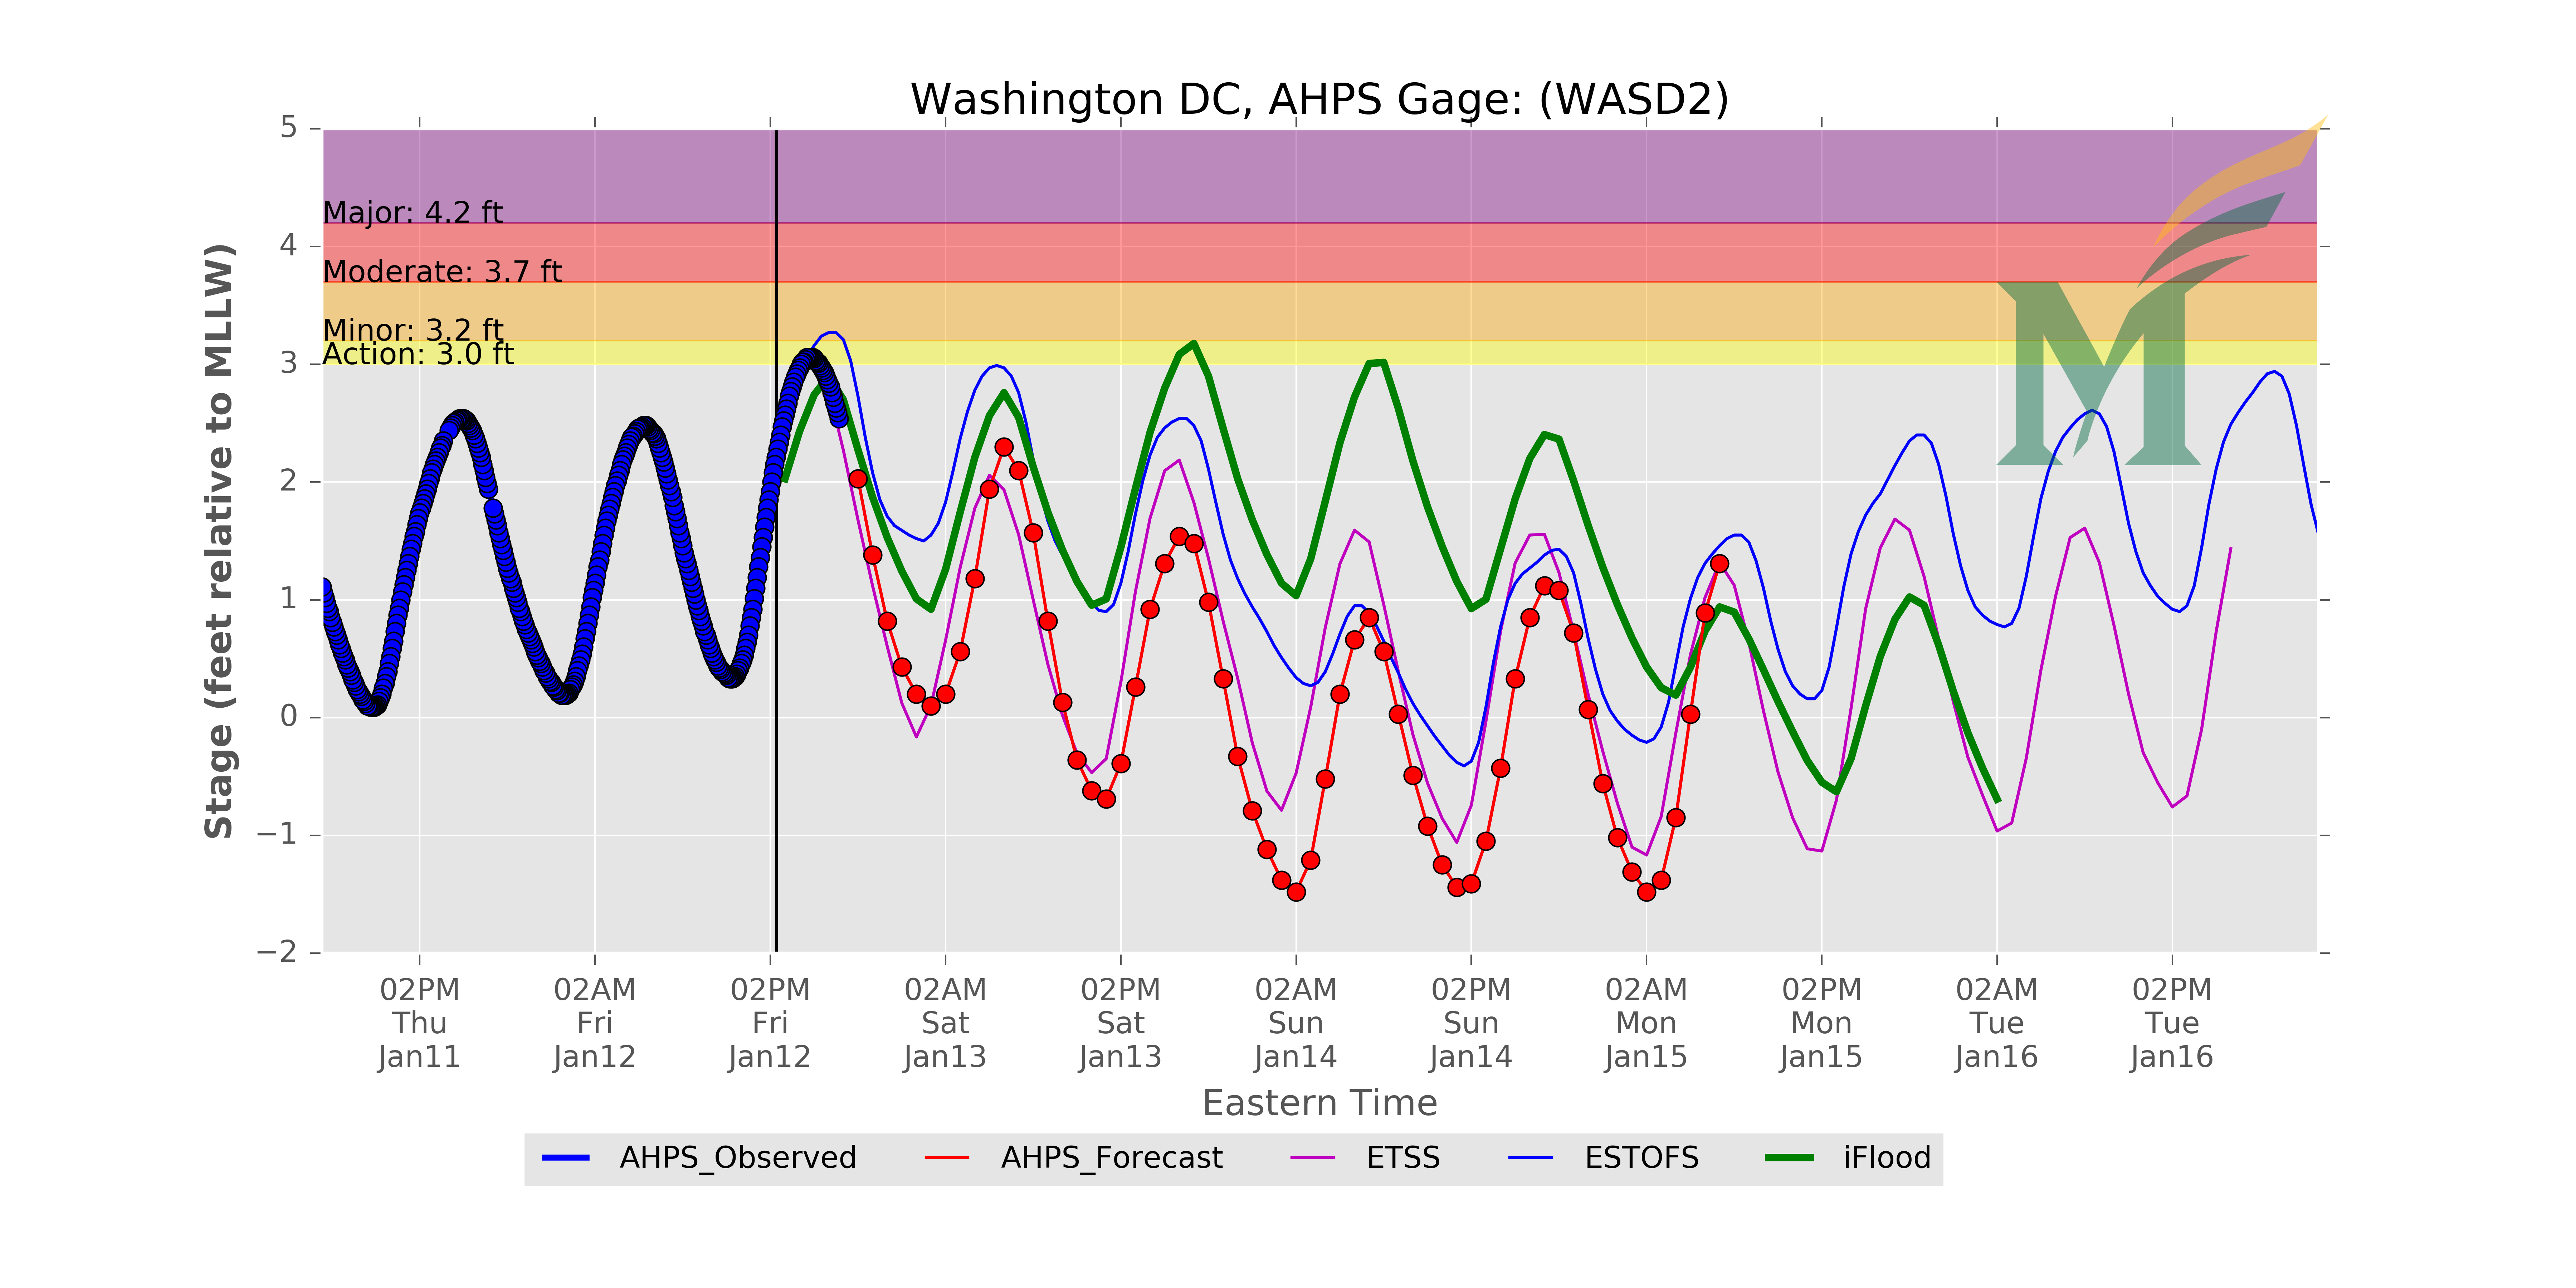 Washington DC, AHPS Gage: (WASD2)
5
Major: 4.2 ft
4
Moderate: 3.7 ft
Minor: 3.2 ft
Action: 3.0 ft
3
2
1
0
−1
−2
Stage (feet relative to MLLW)
M
02PM 02AM 02PM 02AM 02PM 02AM 02PM 02AM 02PM 02AM 02PM
Thu Fri Fri Sat Sat Sun Sun Mon Mon Tue Tue
Jan11 Jan12 Jan12 Jan13 Jan13 Jan14 Jan14 Jan15 Jan15 Jan16 Jan16
Eastern Time
AHPS_Observed AHPS_Forecast ETSS ESTOFS iFlood